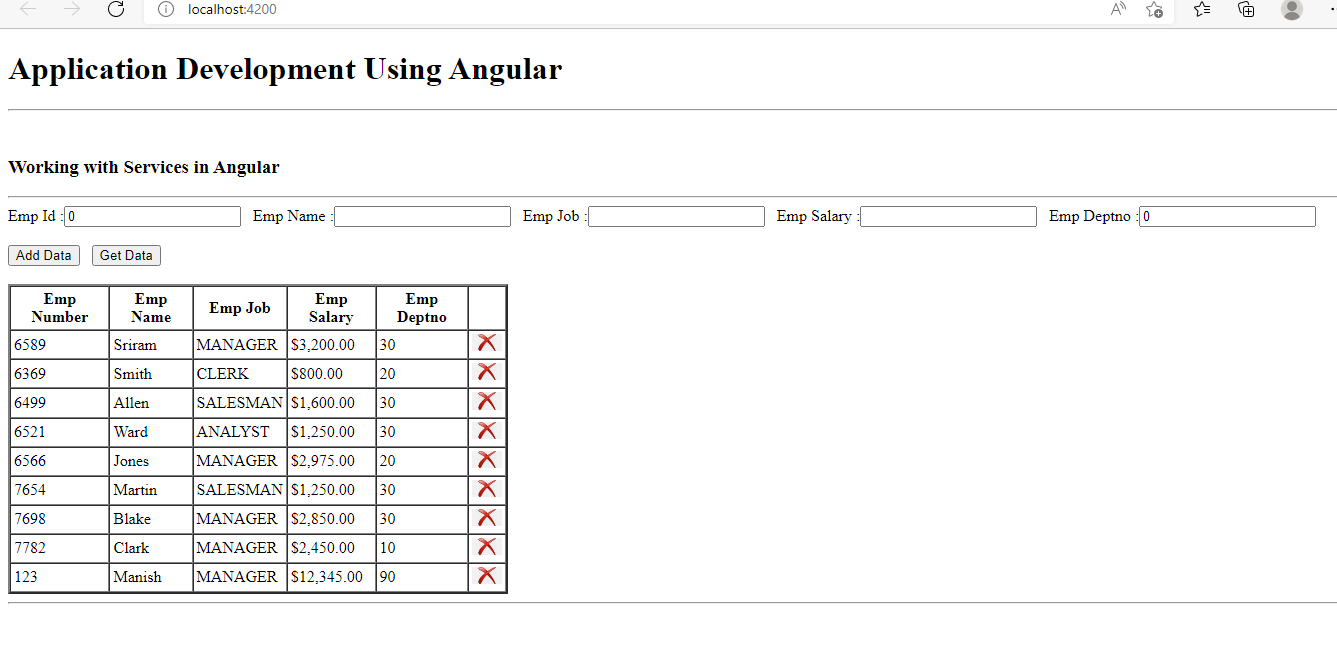 localhost:4200
Application Development Using Angular
Working with Services in Angular
Emp Id : 0 Emp Name : Emp Job : Emp Salary : Emp Deptno : 0
Add Data Get Data
Emp Number Emp Name Emp Job Emp Salary Emp Deptno
6589 Sriram MANAGER $3,200.00 30
6369 Smith CLERK $800.00 20
6499 Allen SALESMAN $1,600.00 30
6521 Ward ANALYST $1,250.00 30
6566 Jones MANAGER $2,975.00 20
7654 Martin SALESMAN $1,250.00 30
7698 Blake MANAGER $2,850.00 30
7782 Clark MANAGER $2,450.00 10
123 Manish MANAGER $12,345.00 90